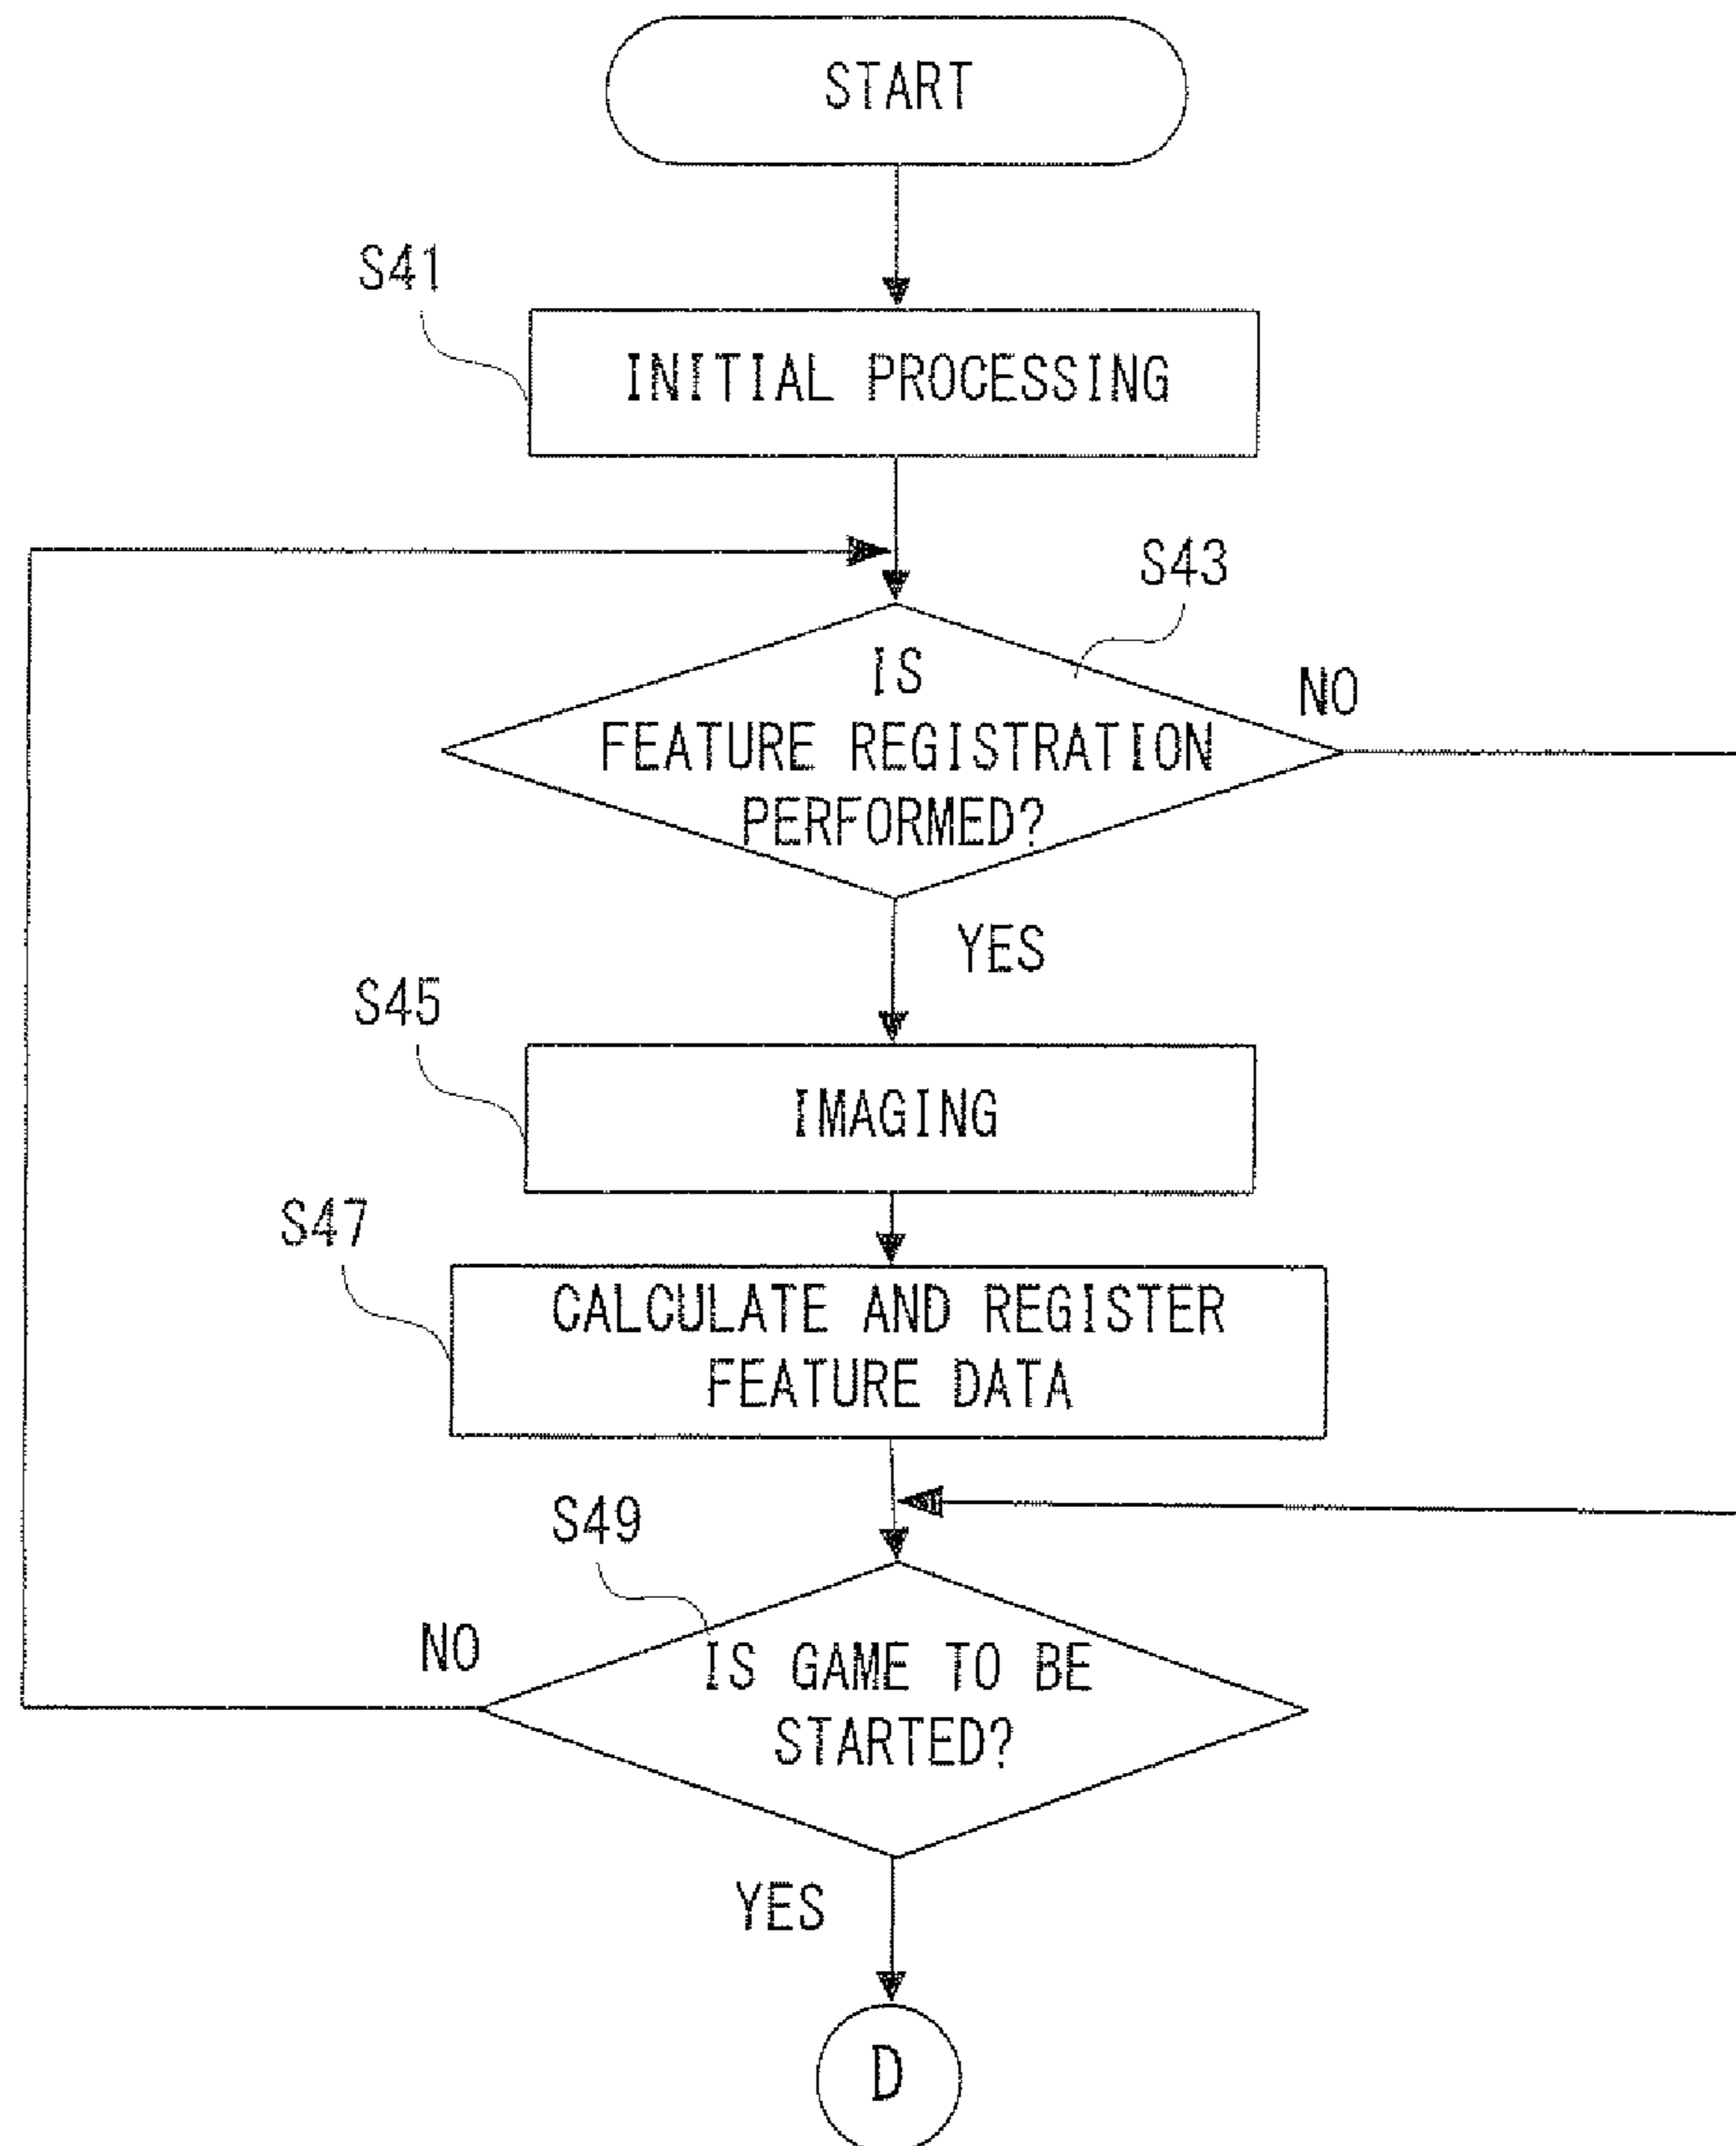 START
S41
INITIAL PROCESSING
S43
IS
FEATURE REGISTRATION
PERFORMED?
NO
YES
S45
IMAGING
S47
CALCULATE AND REGISTER
FEATURE DATA
S49
NO
IS GAME TO BE
STARTED?
YES
D